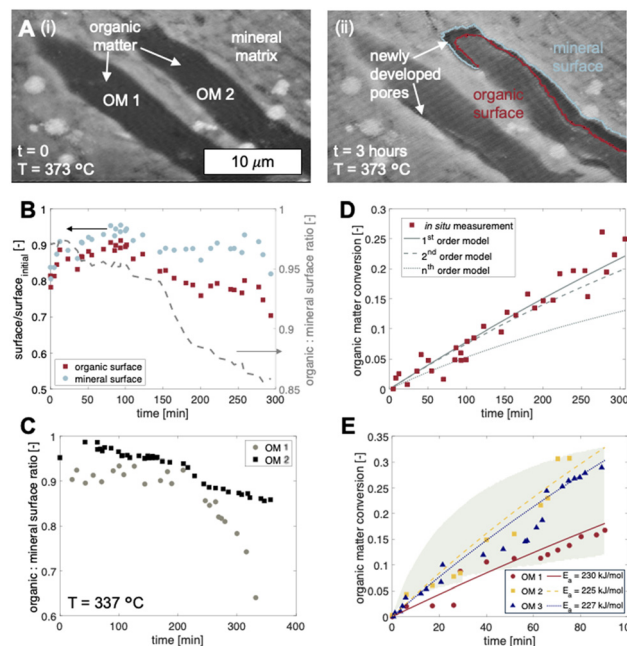 A (i)
organic
matter
mineral
matrix
OM 1
OM 2
t = 0
T = 373 °C
10 μm
(ii)
newly
developed
pores
mineral
surface
organic
surface
t = 3 hours
T = 373 °C
B
surface/surface initial [-]
1
0.9
0.8
0.7
0.6
0.5
organic surface
mineral surface
organic : mineral surface ratio [-]
1
0.95
0.9
0.85
0 50 100 150 200 250 300
time [min]
D
organic matter conversion [-]
0.3
0.25
0.2
0.15
0.1
0.05
0
in situ measurement
1st order model
2nd order model
nth order model
0 50 100 150 200 250 300
time [min]
C
organic : mineral surface ratio [-]
1
0.9
0.8
0.7
0.6
OM 1
OM 2
T = 337 °C
0 100 200 300 400
time [min]
E
organic matter conversion [-]
0.35
0.3
0.25
0.2
0.15
0.1
0.05
0
OM 1 Ea = 230 kJ/mol
OM 2 Ea = 225 kJ/mol
OM 3 Ea = 227 kJ/mol
0 20 40 60 80 100
time [min]